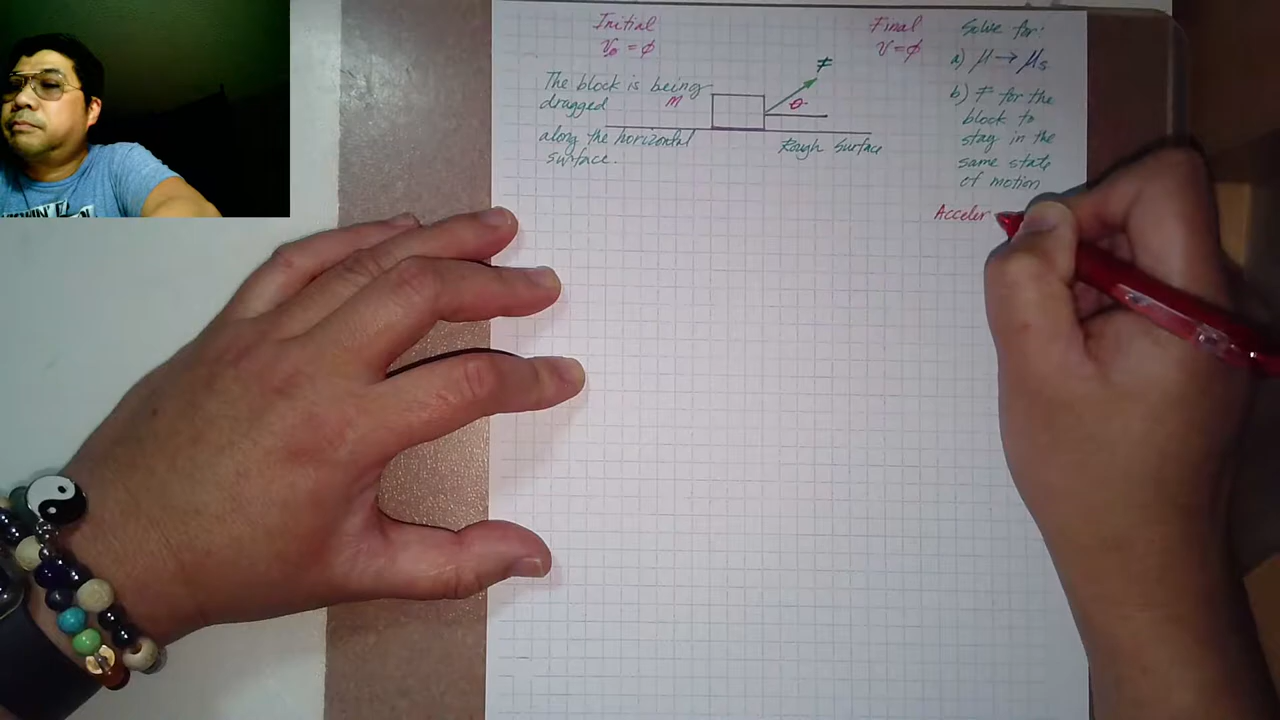 Initial
v₀ = ϕ
Final
v = ϕ
Solve for:
a) μ → μs
b) F for the
block to
stay in the
same state
of motion
Acceler
The block is being
dragged
along the horizontal
surface.
m
F
θ
Rough Surface